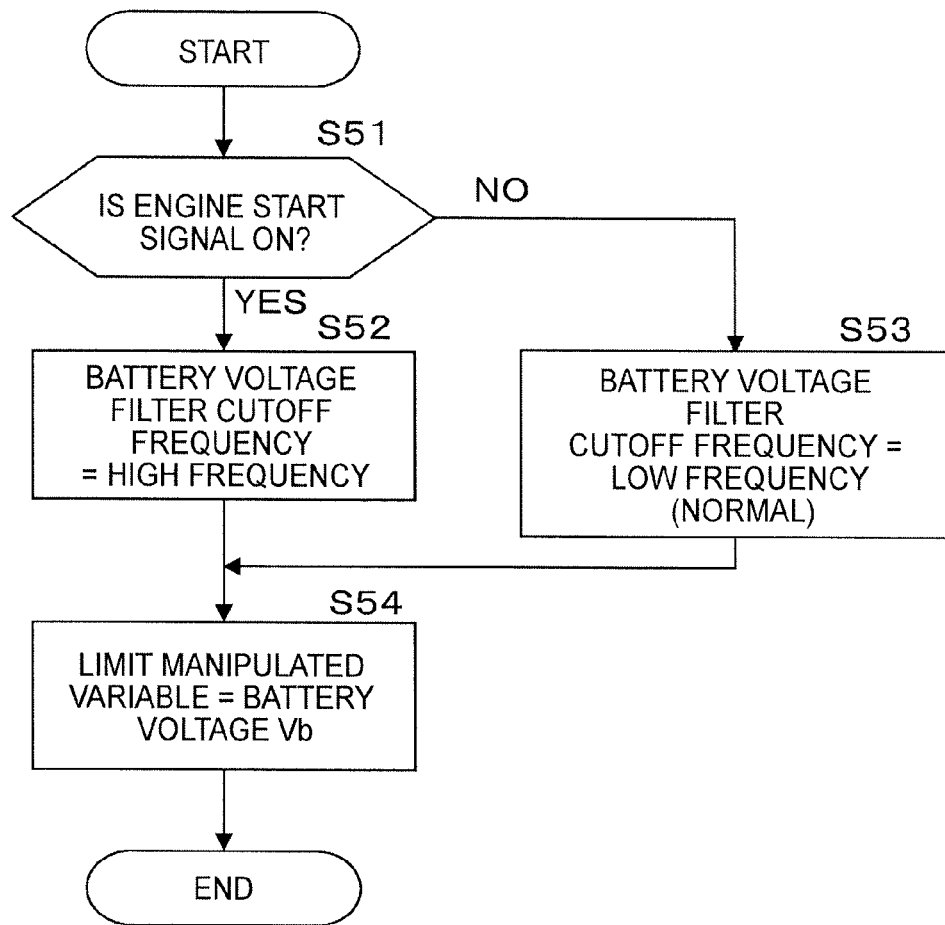 START
S51
IS ENGINE START
SIGNAL ON?
NO
YES
S52
BATTERY VOLTAGE
FILTER CUTOFF
FREQUENCY
= HIGH FREQUENCY
S53
BATTERY VOLTAGE
FILTER
CUTOFF FREQUENCY =
LOW FREQUENCY
(NORMAL)
S54
LIMIT MANIPULATED
VARIABLE = BATTERY
VOLTAGE Vb
END